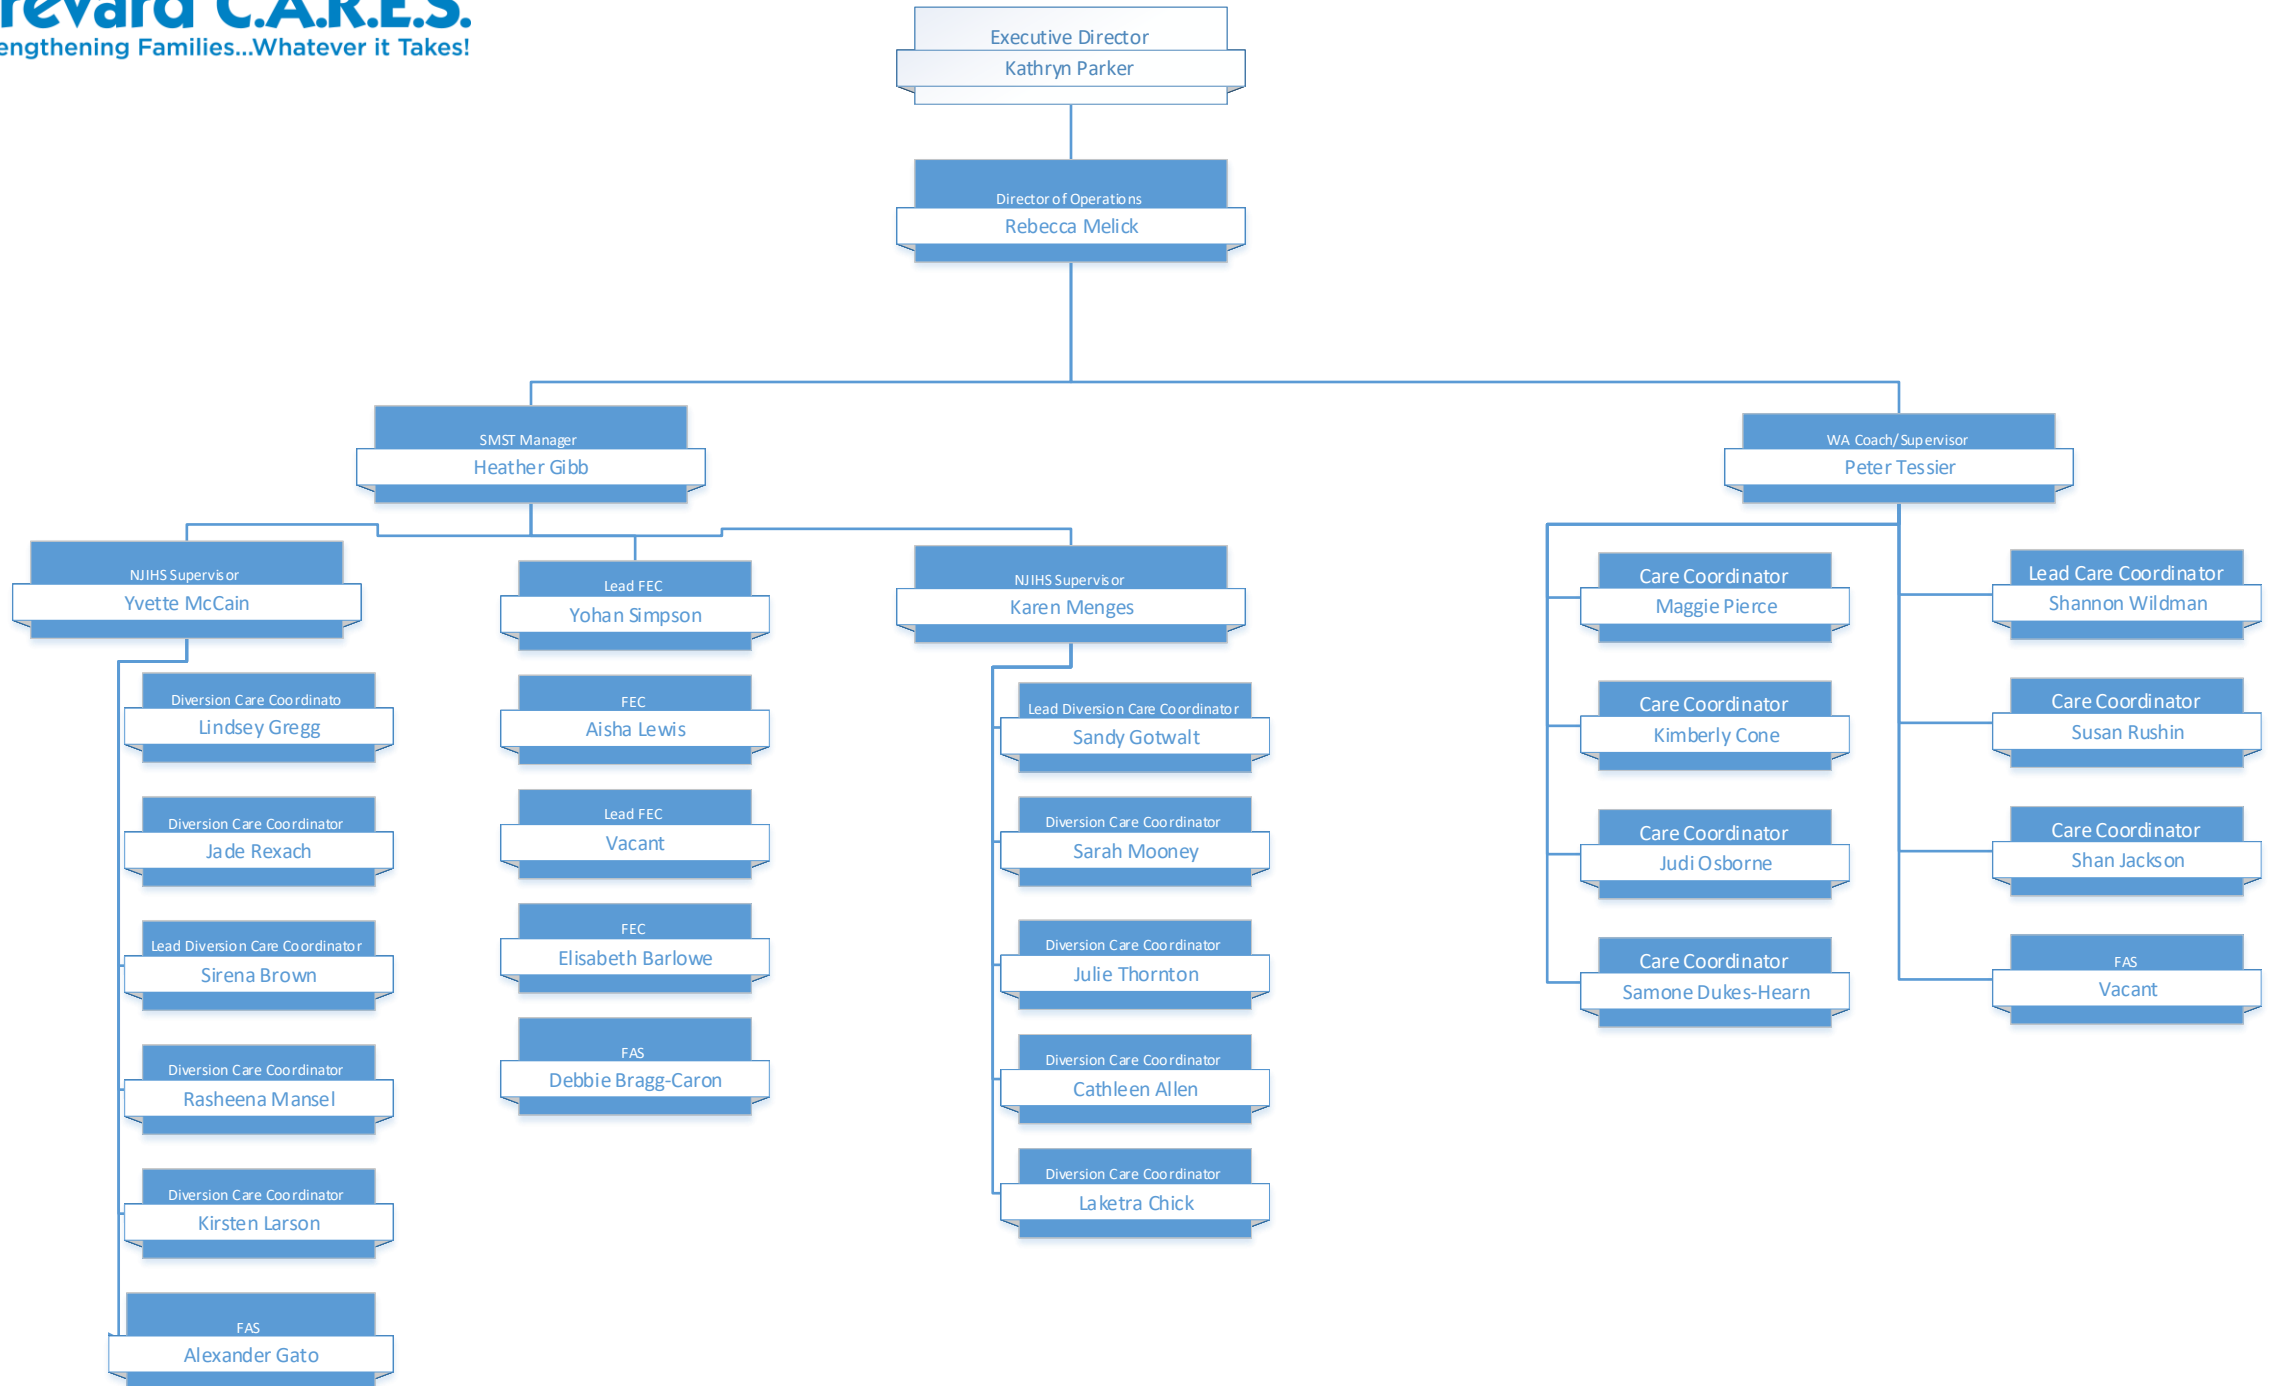 revard C.A.R.E.S.
engthening Families...Whatever it Takes!
Executive Director
Kathryn Parker
Director of Operations
Rebecca Melick
SMST Manager
Heather Gibb
WA Coach/Supervisor
Peter Tessier
NJIHS Supervisor
Yvette McCain
Lead FEC
Yohan Simpson
NJIHS Supervisor
Karen Menges
Diversion Care Coordinato
Lindsey Gregg
Diversion Care Coordinator
Jade Rexach
Lead Diversion Care Coordinator
Sirena Brown
Diversion Care Coordinator
Rasheena Mansel
Diversion Care Coordinator
Kirsten Larson
FAS
Alexander Gato
FEC
Aisha Lewis
Lead FEC
Vacant
FEC
Elisabeth Barlowe
FAS
Debbie Bragg-Caron
Lead Diversion Care Coordinator
Sandy Gotwalt
Diversion Care Coordinator
Sarah Mooney
Diversion Care Coordinator
Julie Thornton
Diversion Care Coordinator
Cathleen Allen
Diversion Care Coordinator
Laketra Chick
Care Coordinator
Maggie Pierce
Care Coordinator
Kimberly Cone
Care Coordinator
Judi Osborne
Care Coordinator
Samone Dukes-Hearn
Lead Care Coordinator
Shannon Wildman
Care Coordinator
Susan Rushin
Care Coordinator
Shan Jackson
FAS
Vacant